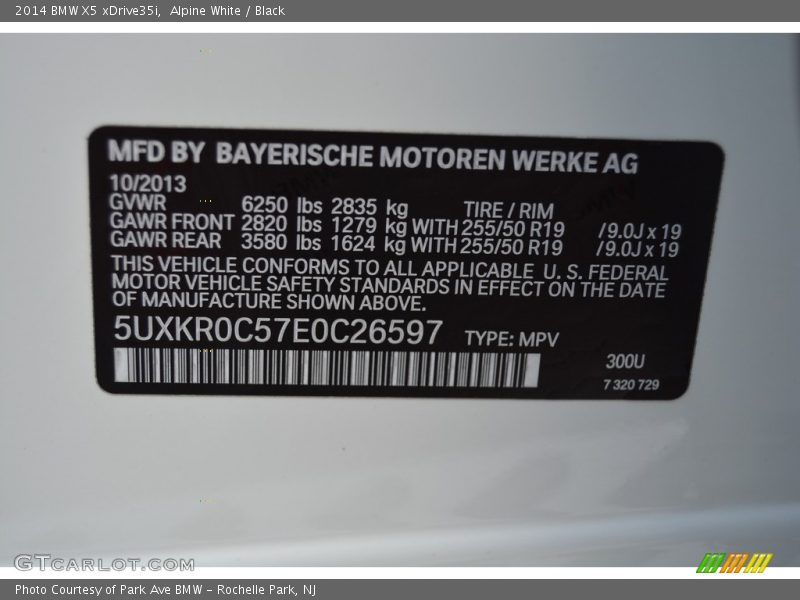 2014 BMW X5 xDrive35i, Alpine White / Black
MFD BY BAYERISCHE MOTOREN WERKE AG
10/2013
GVWR 6250 lbs 2835 kg TIRE / RIM
GAWR FRONT 2820 lbs 1279 kg WITH 255/50 R19 /9.0J x 19
GAWR REAR 3580 lbs 1624 kg WITH 255/50 R19 /9.0J x 19
THIS VEHICLE CONFORMS TO ALL APPLICABLE U. S. FEDERAL
MOTOR VEHICLE SAFETY STANDARDS IN EFFECT ON THE DATE
OF MANUFACTURE SHOWN ABOVE.
5UXKR0C57E0C26597 TYPE: MPV
300U
7 320 729
GTCARLOT.COM
Photo Courtesy of Park Ave BMW - Rochelle Park, NJ